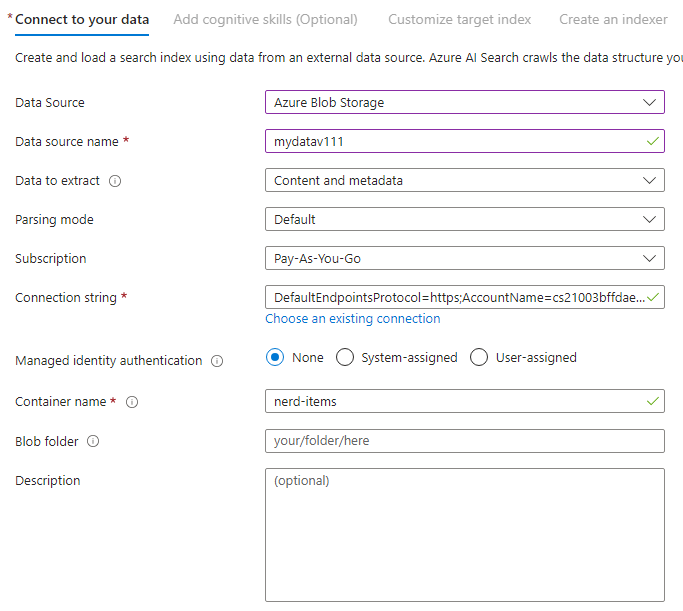 * Connect to your data Add cognitive skills (Optional) Customize target index Create an indexer
Create and load a search index using data from an external data source. Azure AI Search crawls the data structure
Data Source Azure Blob Storage
Data source name * mydatav111
Data to extract Content and metadata
Parsing mode Default
Subscription Pay-As-You-Go
Connection string * DefaultEndpointsProtocol=https;AccountName=cs21003bffdae...
Choose an existing connection
Managed identity authentication None System-assigned User-assigned
Container name * nerd-items
Blob folder your/folder/here
Description (optional)